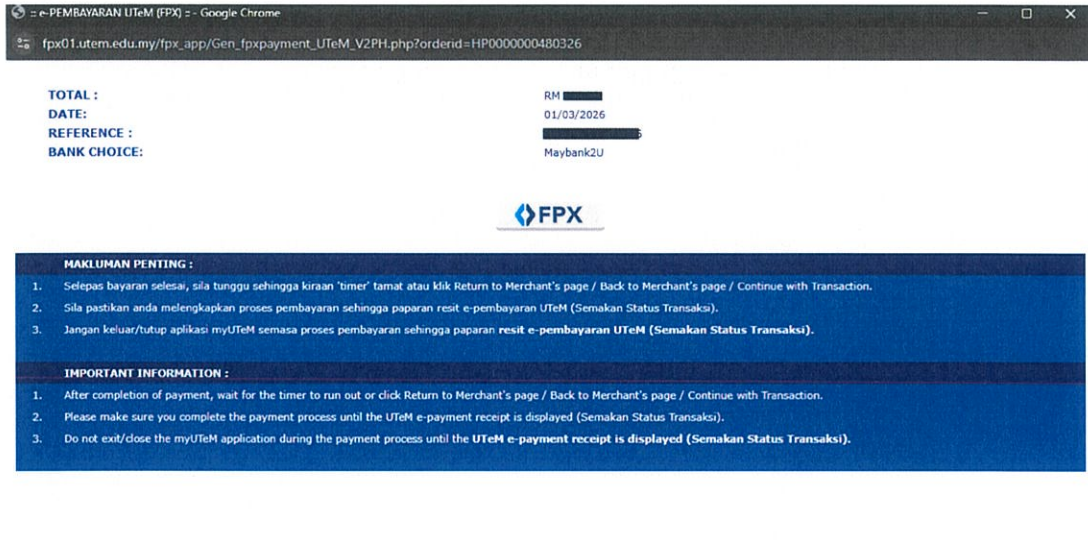 :: e-PEMBAYARAN UTeM (FPX) :: - Google Chrome
fpx01.utem.edu.my/fpx_app/Gen_fpxpayment_UTeM_V2PH.php?orderid=HP0000000480326
TOTAL : RM
DATE: 01/03/2026
REFERENCE :
BANK CHOICE: Maybank2U
FPX
MAKLUMAN PENTING :
1. Selepas bayaran selesai, sila tunggu sehingga kiraan 'timer' tamat atau klik Return to Merchant's page / Back to Merchant's page / Continue with Transaction.
2. Sila pastikan anda melengkapkan proses pembayaran sehingga paparan resit e-pembayaran UTeM (Semakan Status Transaksi).
3. Jangan keluar/tutup aplikasi myUTeM semasa proses pembayaran sehingga paparan resit e-pembayaran UTeM (Semakan Status Transaksi).
IMPORTANT INFORMATION :
1. After completion of payment, wait for the timer to run out or click Return to Merchant's page / Back to Merchant's page / Continue with Transaction.
2. Please make sure you complete the payment process until the UTeM e-payment receipt is displayed (Semakan Status Transaksi).
3. Do not exit/close the myUTeM application during the payment process until the UTeM e-payment receipt is displayed (Semakan Status Transaksi).